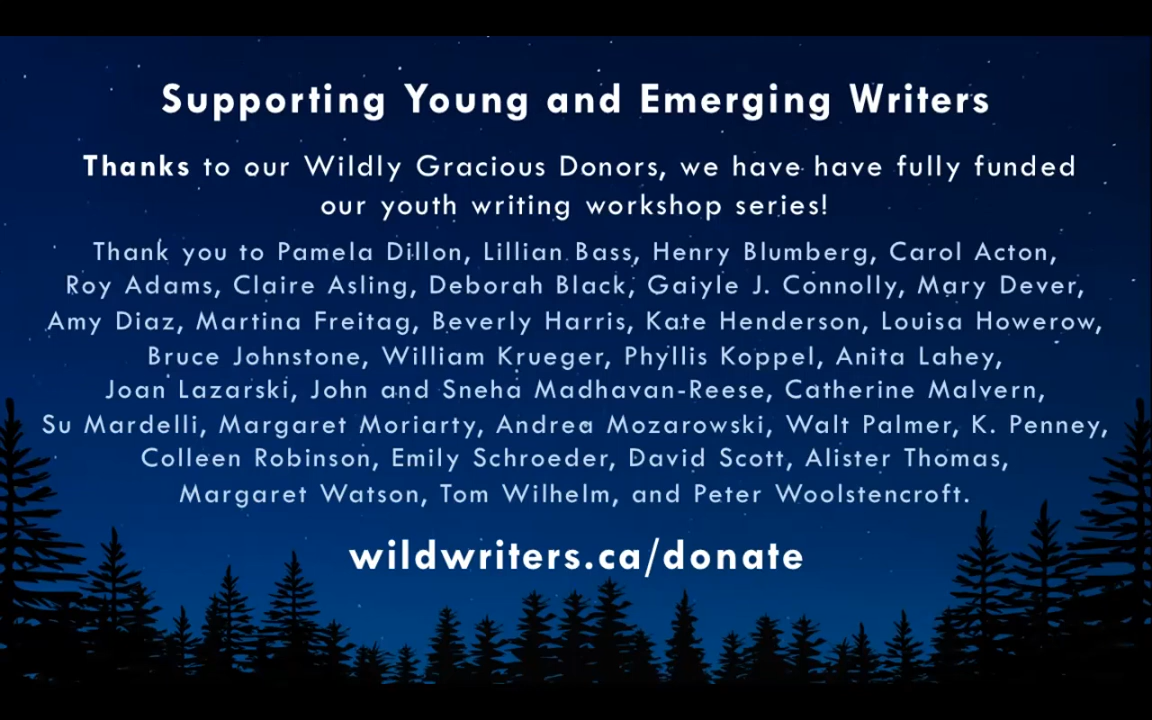 Supporting Young and Emerging Writers
Thanks to our Wildly Gracious Donors, we have have fully funded
our youth writing workshop series!
Thank you to Pamela Dillon, Lillian Bass, Henry Blumberg, Carol Acton,
Roy Adams, Claire Asling, Deborah Black, Gaiyle J. Connolly, Mary Dever,
Amy Diaz, Martina Freitag, Beverly Harris, Kate Henderson, Louisa Howerow,
Bruce Johnstone, William Krueger, Phyllis Koppel, Anita Lahey,
Joan Lazarski, John and Sneha Madhavan-Reese, Catherine Malvern,
Su Mardelli, Margaret Moriarty, Andrea Mozarowski, Walt Palmer, K. Penney,
Colleen Robinson, Emily Schroeder, David Scott, Alister Thomas,
Margaret Watson, Tom Wilhelm, and Peter Woolstencroft.
wildwriters.ca/donate